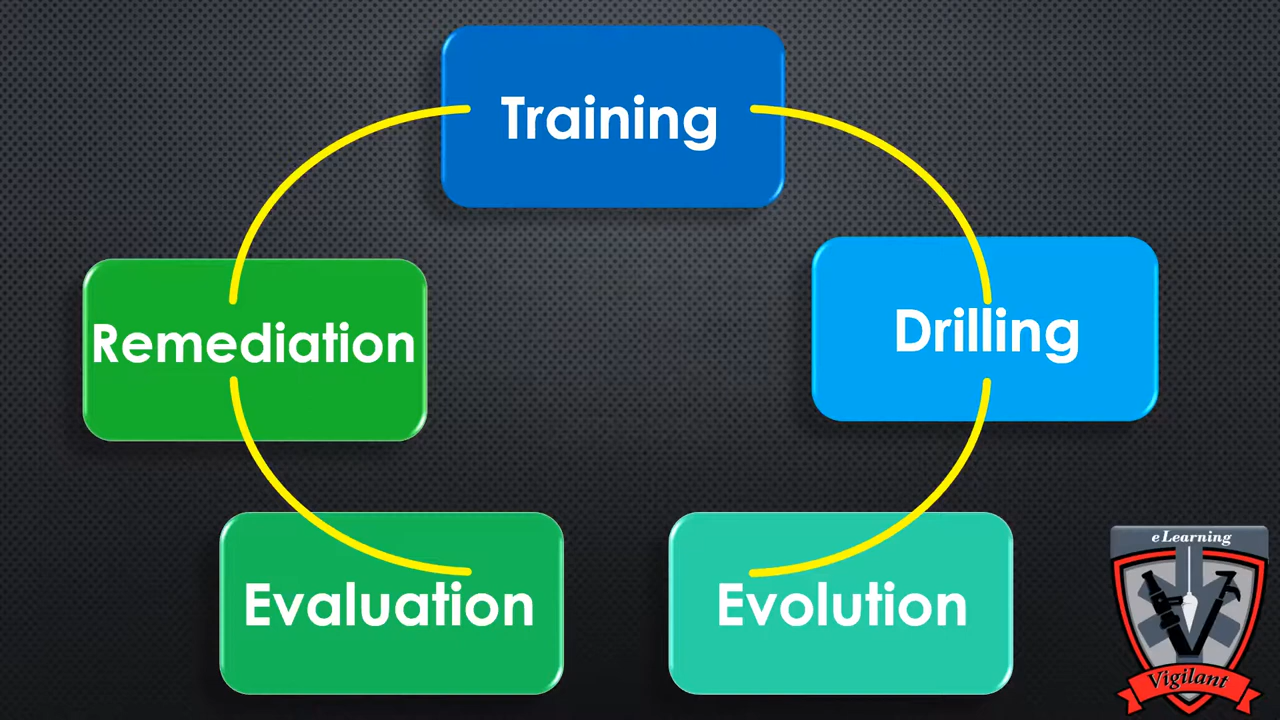 Training
Remediation
Drilling
Evaluation
Evolution
eLearning
V
Vigilant